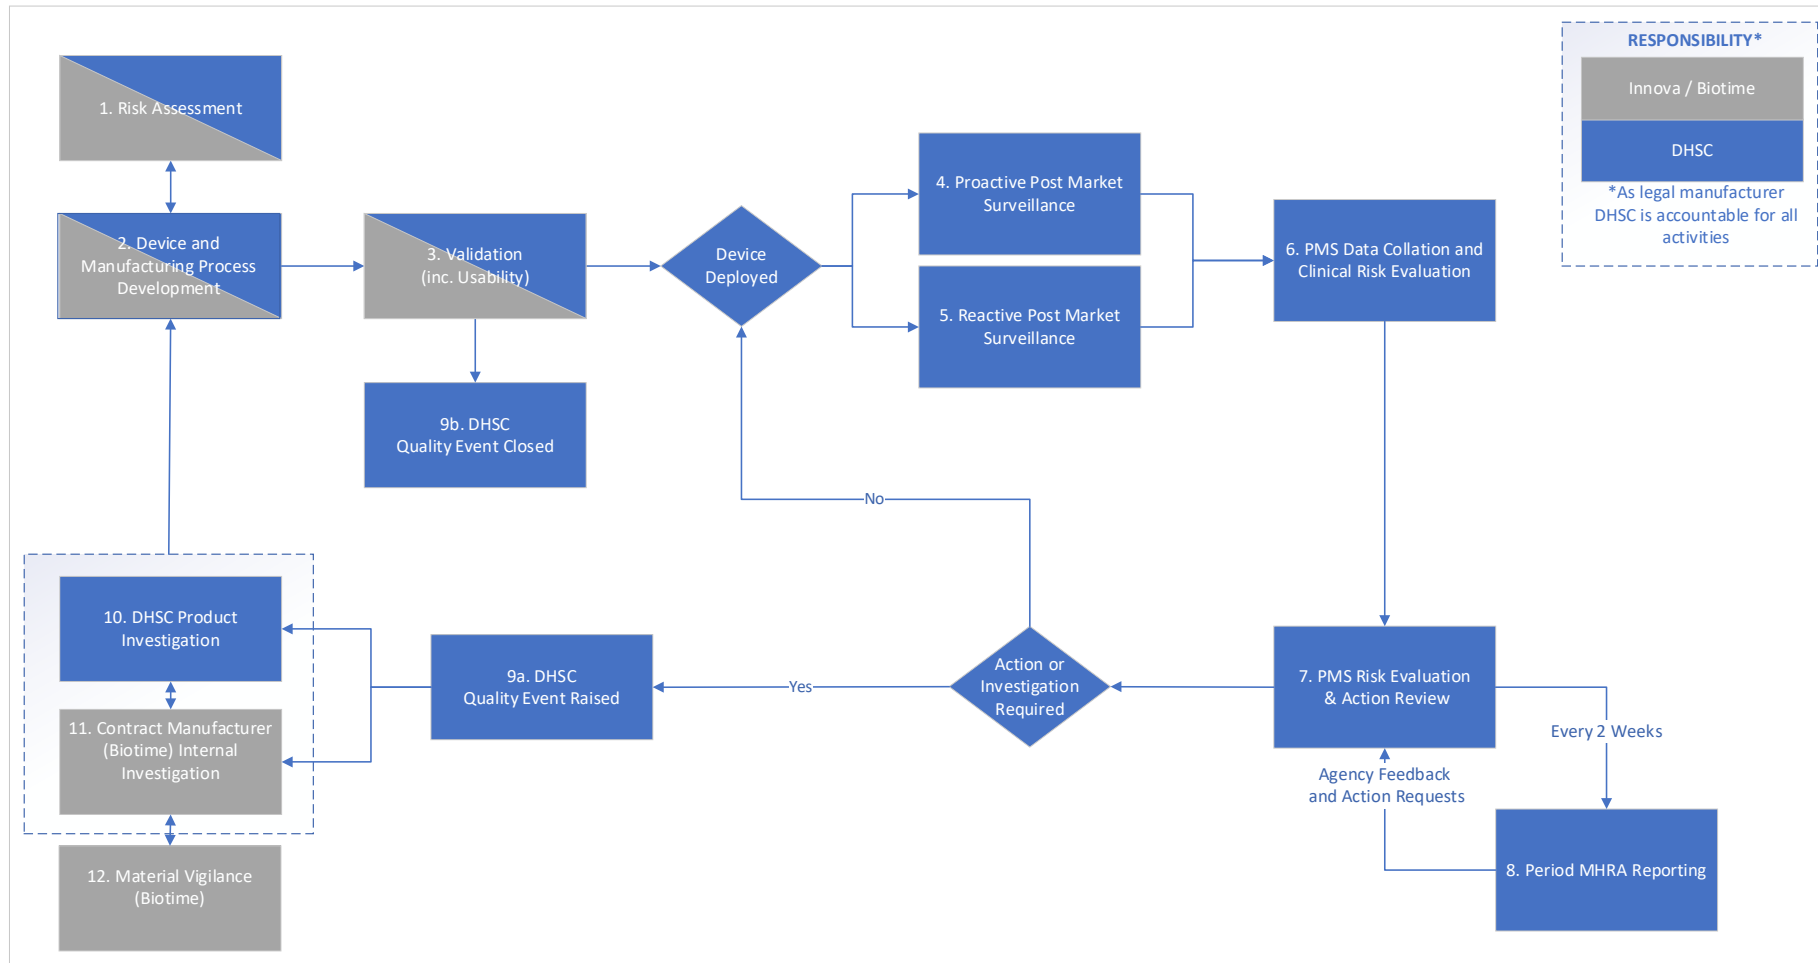 RESPONSIBILITY*
Innova / Biotime
DHSC
*As legal manufacturer
DHSC is accountable for all
activities
1. Risk Assessment
2. Device and
Manufacturing Process
Development
3. Validation
(inc. Usability)
Device
Deployed
4. Proactive Post Market
Surveillance
5. Reactive Post Market
Surveillance
6. PMS Data Collation and
Clinical Risk Evaluation
9b. DHSC
Quality Event Closed
No
10. DHSC Product
Investigation
11. Contract Manufacturer
(Biotime) Internal
Investigation
12. Material Vigilance
(Biotime)
9a. DHSC
Quality Event Raised
Yes
Action or
Investigation
Required
7. PMS Risk Evaluation
& Action Review
Every 2 Weeks
Agency Feedback
and Action Requests
8. Period MHRA Reporting